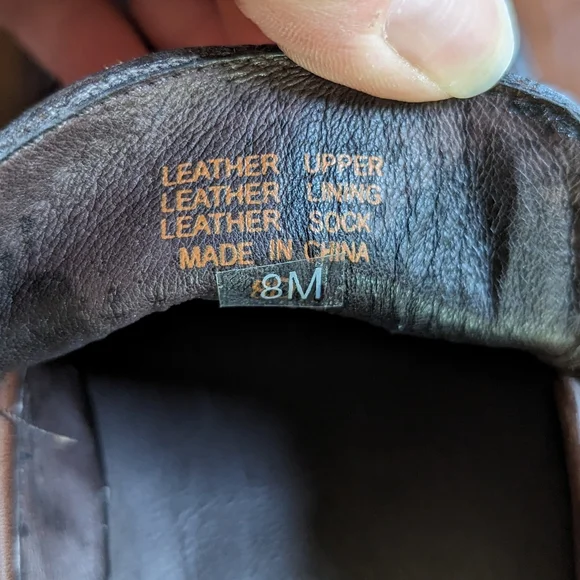 LEATHER UPPER
LEATHER LINING
LEATHER SOCK
MADE IN CHINA
8M